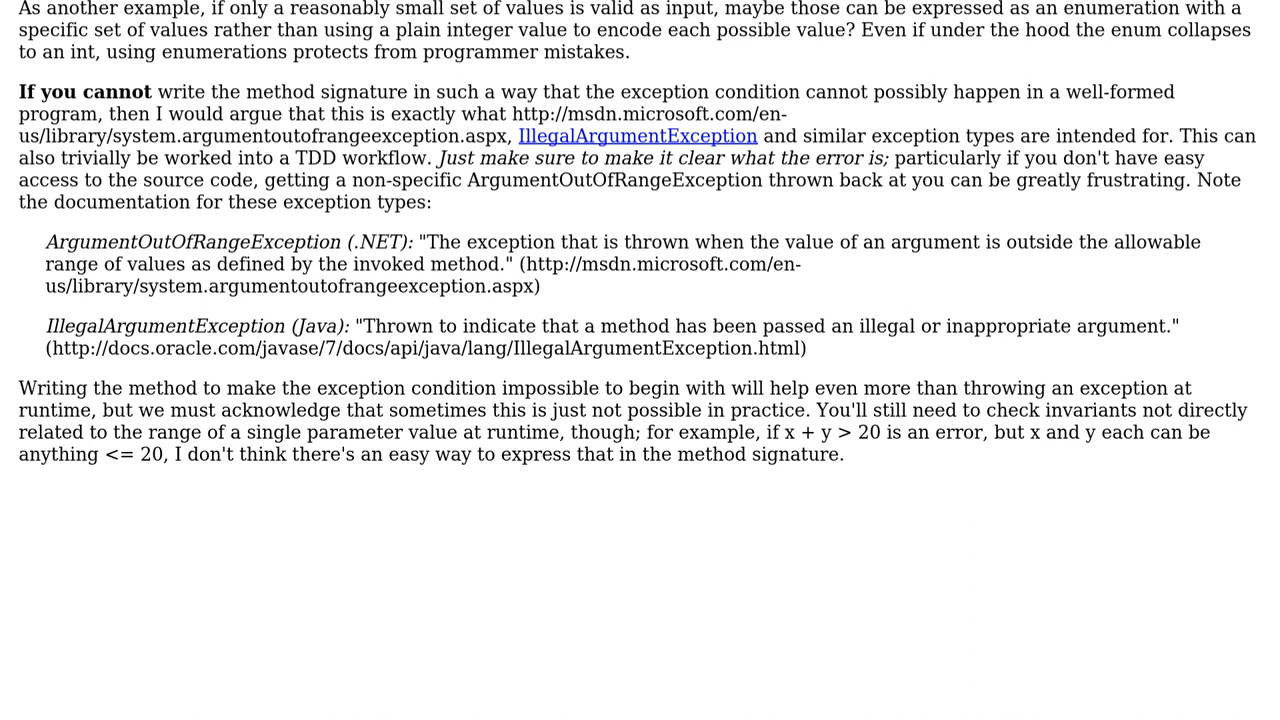 As another example, if only a reasonably small set of values is valid as input, maybe those can be expressed as an enumeration with a
specific set of values rather than using a plain integer value to encode each possible value? Even if under the hood the enum collapses
to an int, using enumerations protects from programmer mistakes.
If you cannot write the method signature in such a way that the exception condition cannot possibly happen in a well-formed
program, then I would argue that this is exactly what http://msdn.microsoft.com/en-
us/library/system.argumentoutofrangeexception.aspx, IllegalArgumentException and similar exception types are intended for. This can
also trivially be worked into a TDD workflow. Just make sure to make it clear what the error is; particularly if you don't have easy
access to the source code, getting a non-specific ArgumentOutOfRangeException thrown back at you can be greatly frustrating. Note
the documentation for these exception types:
ArgumentOutOfRangeException (.NET): "The exception that is thrown when the value of an argument is outside the allowable
range of values as defined by the invoked method." (http://msdn.microsoft.com/en-
us/library/system.argumentoutofrangeexception.aspx)
IllegalArgumentException (Java): "Thrown to indicate that a method has been passed an illegal or inappropriate argument."
(http://docs.oracle.com/javase/7/docs/api/java/lang/IllegalArgumentException.html)
Writing the method to make the exception condition impossible to begin with will help even more than throwing an exception at
runtime, but we must acknowledge that sometimes this is just not possible in practice. You'll still need to check invariants not directly
related to the range of a single parameter value at runtime, though; for example, if x + y > 20 is an error, but x and y each can be
anything <= 20, I don't think there's an easy way to express that in the method signature.